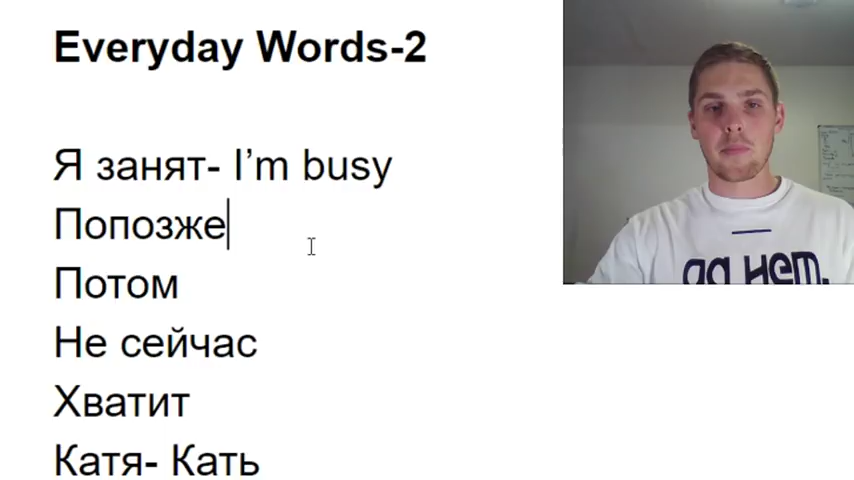 Everyday Words-2
Я занят- I’m busy
Попозже
Потом
Не сейчас
Хватит
Катя- Кать
да нет.